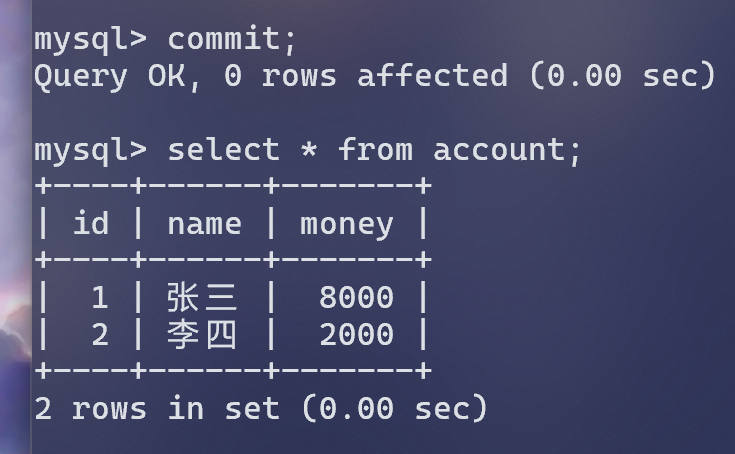 mysql> commit;
Query OK, 0 rows affected (0.00 sec)
mysql> select * from account;
+----+------+-------+
| id | name | money |
+----+------+-------+
|  1 | 张三 |  8000 |
|  2 | 李四 |  2000 |
+----+------+-------+
2 rows in set (0.00 sec)